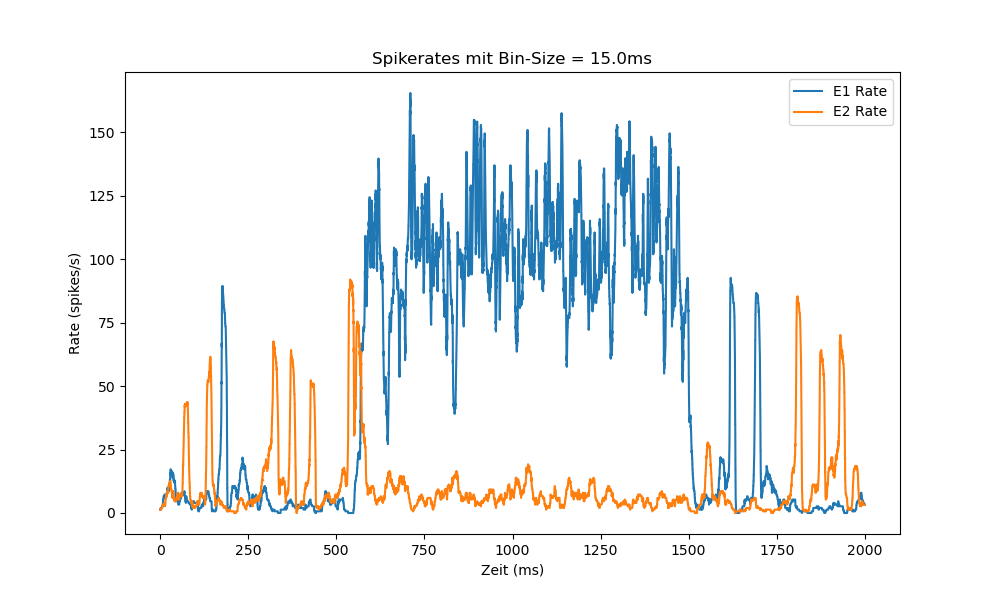 Spikerates mit Bin-Size = 15.0ms
E1 Rate
E2 Rate
Rate (spikes/s)
150
125
100
75
50
25
0
0 250 500 750 1000 1250 1500 1750 2000
Zeit (ms)